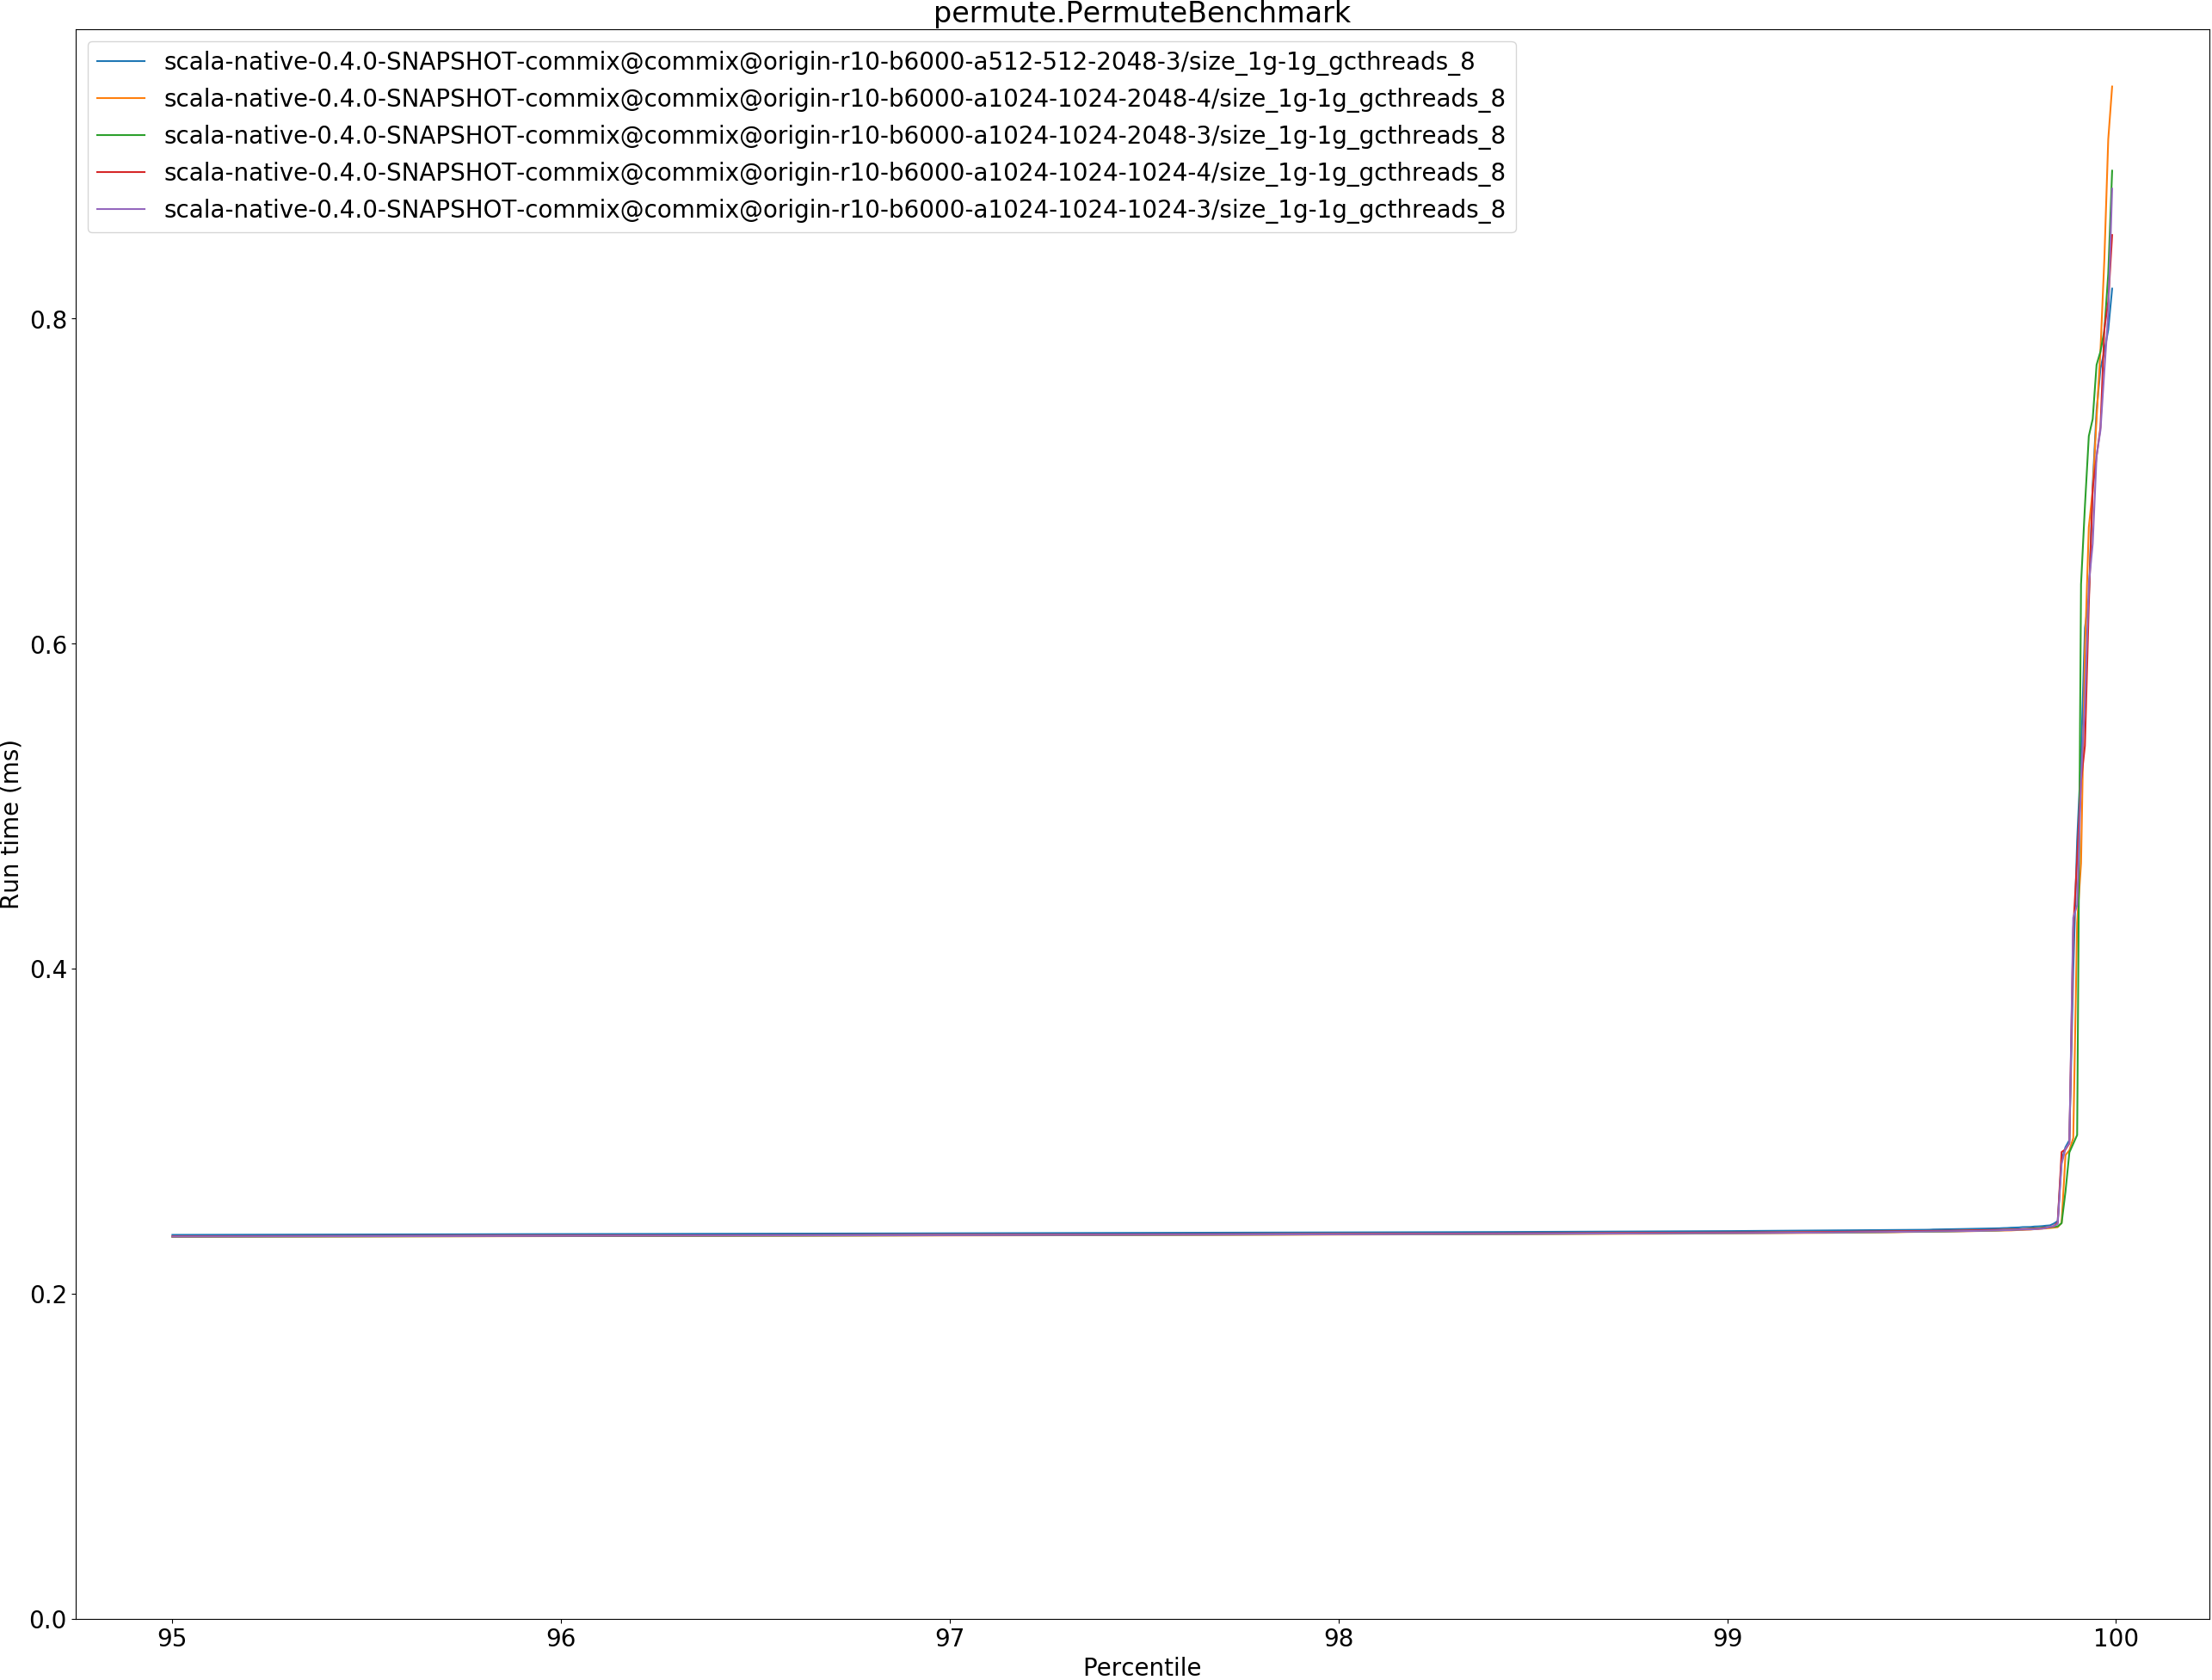 permute.PermuteBenchmark
scala-native-0.4.0-SNAPSHOT-commix@commix@origin-r10-b6000-a512-512-2048-3/size_1g-1g_gcthreads_8
scala-native-0.4.0-SNAPSHOT-commix@commix@origin-r10-b6000-a1024-1024-2048-4/size_1g-1g_gcthreads_8
scala-native-0.4.0-SNAPSHOT-commix@commix@origin-r10-b6000-a1024-1024-2048-3/size_1g-1g_gcthreads_8
scala-native-0.4.0-SNAPSHOT-commix@commix@origin-r10-b6000-a1024-1024-1024-4/size_1g-1g_gcthreads_8
scala-native-0.4.0-SNAPSHOT-commix@commix@origin-r10-b6000-a1024-1024-1024-3/size_1g-1g_gcthreads_8
0.8
0.6
0.4
0.2
0.0
Run time (ms)
95 96 97 98 99 100
Percentile